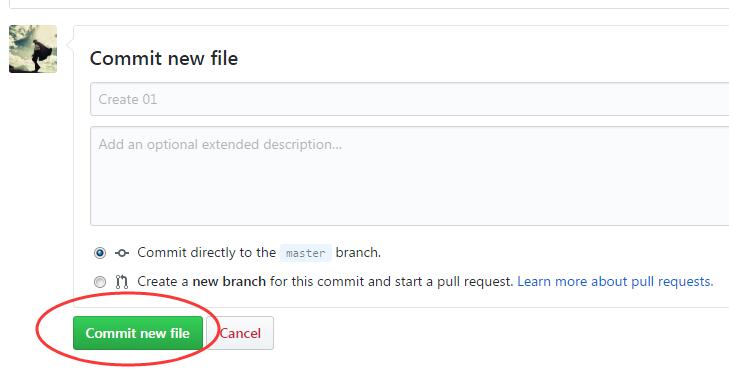 Commit new file
Create 01
Add an optional extended description...
Commit directly to the master branch.
Create a new branch for this commit and start a pull request. Learn more about pull requests.
Commit new file Cancel